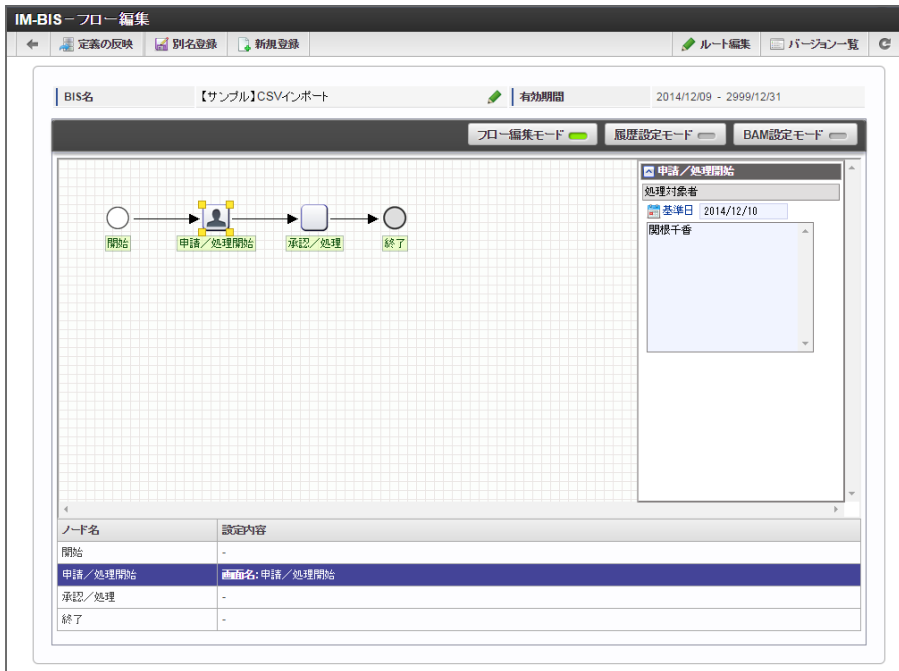 IM-BIS－フロー編集
定義の反映 別名登録 新規登録 ルート編集 バージョン一覧
BIS名 【サンプル】CSVインポート 有効期間 2014/12/09 - 2999/12/31
フロー編集モード 履歴設定モード BAM設定モード
申請／処理開始
処理対象者
基準日 2014/12/10
関根千香
開始 申請／処理開始 承認／処理 終了
ノード名 設定内容
開始 -
申請／処理開始 画面名: 申請／処理開始
承認／処理 -
終了 -